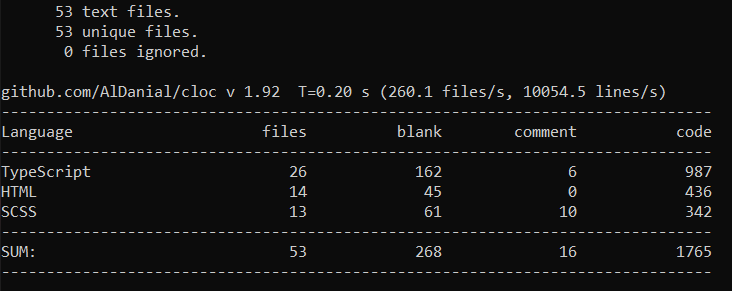 53 text files.
53 unique files.
0 files ignored.
github.com/AlDanial/cloc v 1.92  T=0.20 s (260.1 files/s, 10054.5 lines/s)
-------------------------------------------------------------------------------
Language                     files          blank        comment           code
-------------------------------------------------------------------------------
TypeScript                      26            162              6            987
HTML                            14             45              0            436
SCSS                            13             61             10            342
-------------------------------------------------------------------------------
SUM:                            53            268             16           1765
-------------------------------------------------------------------------------